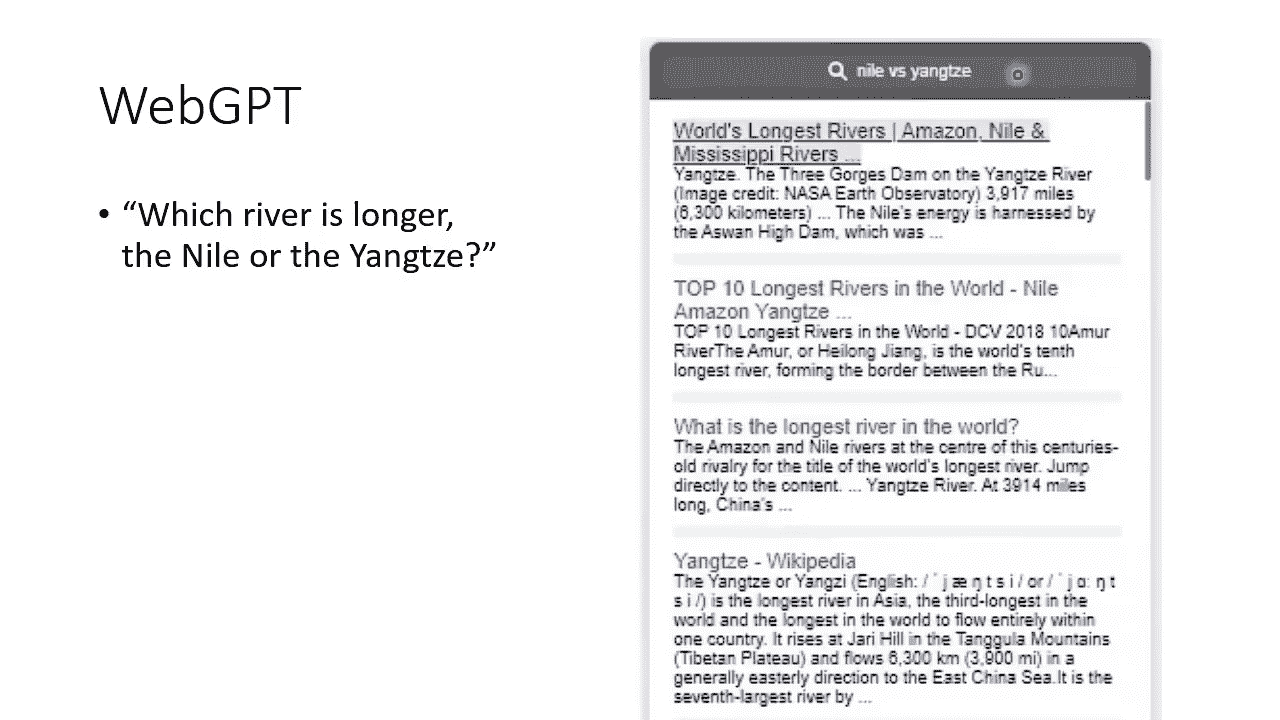 WebGPT
• “Which river is longer,
the Nile or the Yangtze?”
nile vs yangtze
World's Longest Rivers | Amazon, Nile &
Mississippi Rivers ...
Yangtze. The Three Gorges Dam on the Yangtze River
(Image credit: NASA Earth Observatory) 3,917 miles
(6,300 kilometers) ... The Nile's energy is harnessed by
the Aswan High Dam, which was ...
TOP 10 Longest Rivers in the World - Nile
Amazon Yangtze ...
TOP 10 Longest Rivers in the World - DCV 2018 10Amur
RiverThe Amur, or Heilong Jiang, is the world's tenth
longest river, forming the border between the Ru...
What is the longest river in the world?
The Amazon and Nile rivers at the centre of this centuries-
old rivalry for the title of the world's longest river. Jump
directly to the content. ... Yangtze River. At 3914 miles
long, China's ...
Yangtze - Wikipedia
The Yangtze or Yangzi (English: / ˈ j æ ŋ t s i / or / ˈ j ɑː ŋ t
s i /) is the longest river in Asia, the third-longest in the
world and the longest in the world to flow entirely within
one country. It rises at Jari Hill in the Tanggula Mountains
(Tibetan Plateau) and flows 6,300 km (3,900 mi) in a
generally easterly direction to the East China Sea.It is the
seventh-largest river by ...